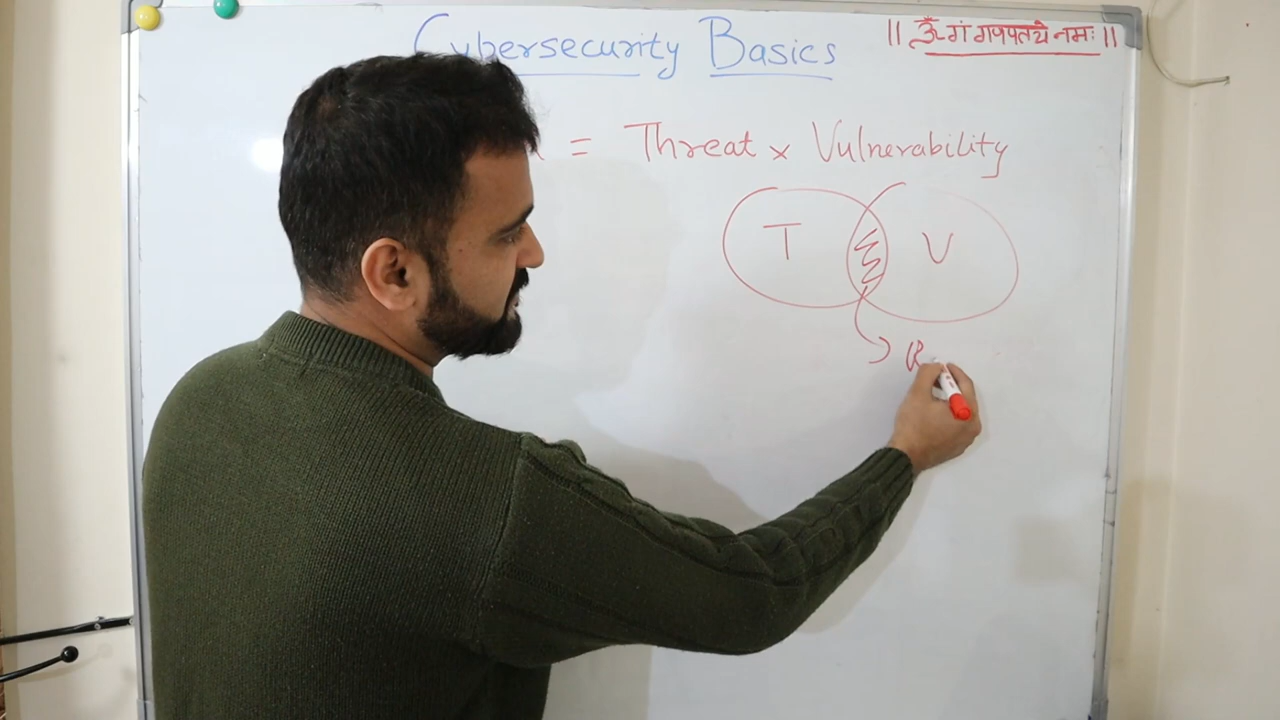 Cybersecurity Basics
|| ॐ गं गणपतये नमः ||
= Threat x Vulnerability
T V
R